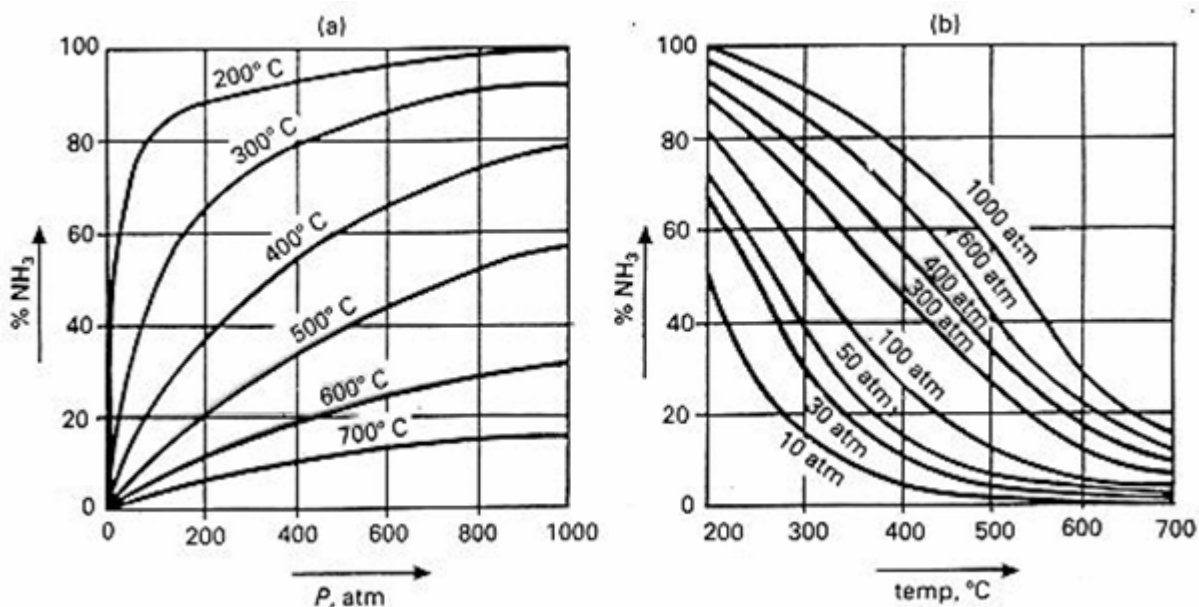 (a)
100
80
60
40
20
0
% NH₃
200° C
300° C
400° C
500° C
600° C
700° C
0 200 400 600 800 1000
P, atm
(b)
100
80
60
40
20
0
% NH₃
1000 atm
600 atm
400 atm
300 atm
100 atm
50 atm
30 atm
10 atm
200 300 400 500 600 700
temp, °C